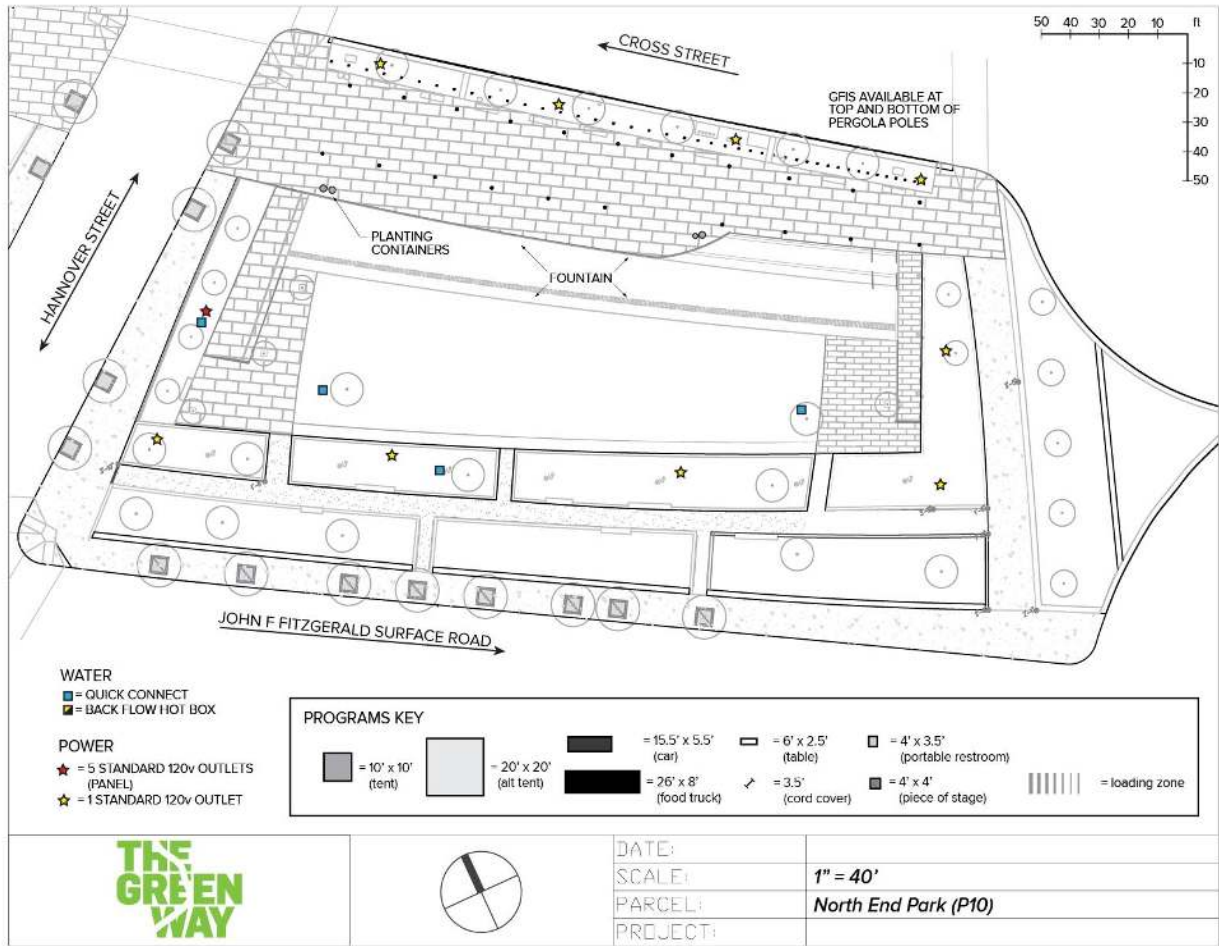 50 40 30 20 10 ft
10
20
30
40
50
CROSS STREET
GFIS AVAILABLE AT
TOP AND BOTTOM OF
PERGOLA POLES
HANNOVER STREET
PLANTING
CONTAINERS
FOUNTAIN
JOHN F FITZGERALD SURFACE ROAD
WATER
= QUICK CONNECT
= BACK FLOW HOT BOX
POWER
= 5 STANDARD 120v OUTLETS
(PANEL)
= 1 STANDARD 120v OUTLET
PROGRAMS KEY
= 10' x 10'
(tent)
= 20' x 20'
(alt tent)
= 15.5' x 5.5'
(car)
= 26' x 8'
(food truck)
= 6' x 2.5'
(table)
= 3.5'
(cord cover)
= 4' x 3.5'
(portable restroom)
= 4' x 4'
(piece of stage)
= loading zone
THE
GREEN
WAY
DATE:
SCALE: 1" = 40'
PARCEL: North End Park (P10)
PROJECT: